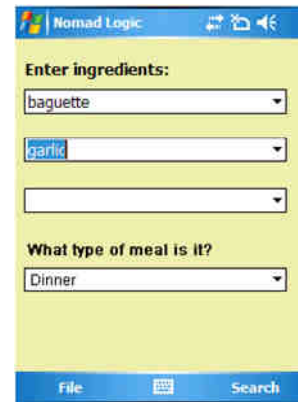 Nomad Logic
Enter ingredients:
baguette
garlic
What type of meal is it?
Dinner
File Search